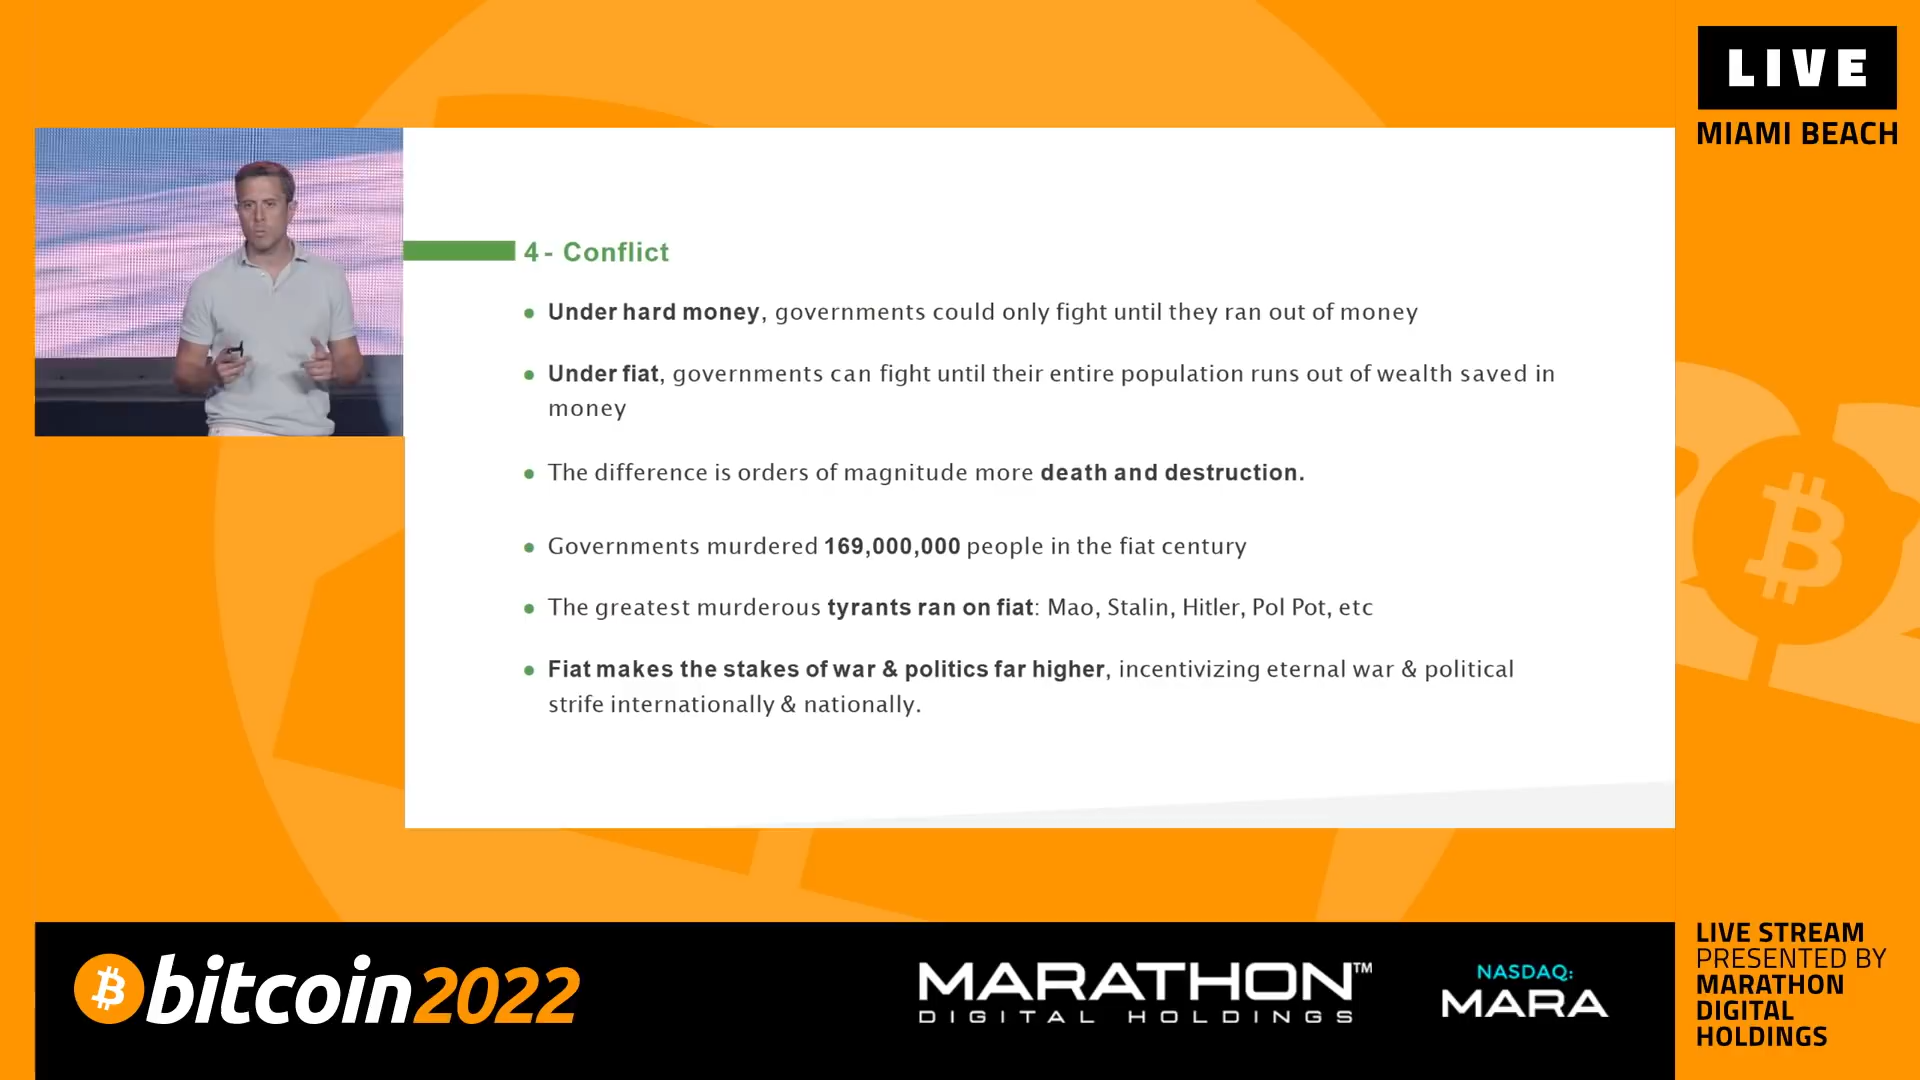 LIVE
MIAMI BEACH
4 - Conflict
• Under hard money, governments could only fight until they ran out of money
• Under fiat, governments can fight until their entire population runs out of wealth saved in
money
• The difference is orders of magnitude more death and destruction.
• Governments murdered 169,000,000 people in the fiat century
• The greatest murderous tyrants ran on fiat: Mao, Stalin, Hitler, Pol Pot, etc
• Fiat makes the stakes of war & politics far higher, incentivizing eternal war & political
strife internationally & nationally.
bitcoin 2022
MARATHON™
DIGITAL HOLDINGS
NASDAQ:
MARA
LIVE STREAM
PRESENTED BY
MARATHON
DIGITAL
HOLDINGS